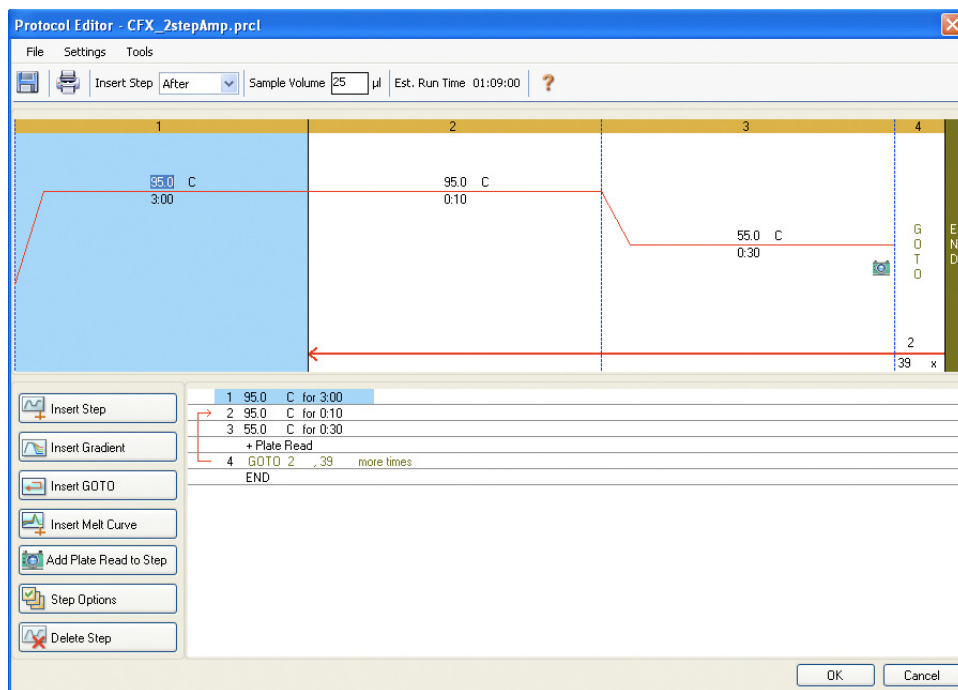 Protocol Editor - CFX_2stepAmp.prcl
File Settings Tools
Insert Step After Sample Volume 25 µl Est. Run Time 01:09:00 ?
1 2 3 4
95.0 C 95.0 C
3:00 0:10
55.0 C
0:30
GOTO
END
2
39 x
Insert Step
Insert Gradient
Insert GOTO
Insert Melt Curve
Add Plate Read to Step
Step Options
Delete Step
1 95.0 C for 3:00
2 95.0 C for 0:10
3 55.0 C for 0:30
+ Plate Read
4 GOTO 2 , 39 more times
END
OK Cancel